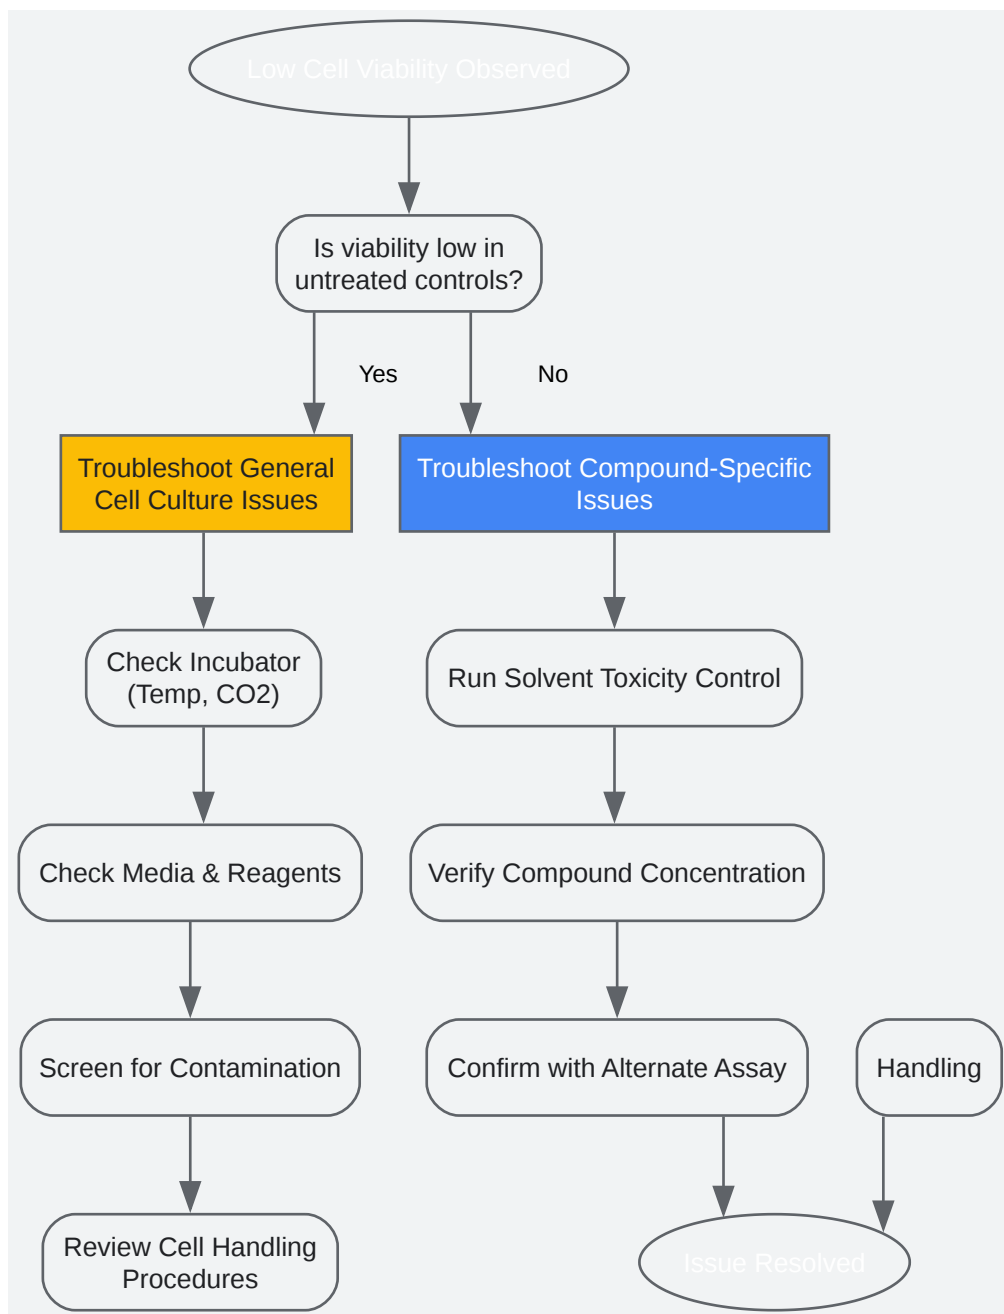 Low Cell Viability Observed
Is viability low in
untreated controls?
Yes
No
Troubleshoot General
Cell Culture Issues
Troubleshoot Compound-Specific
Issues
Check Incubator
(Temp, CO2)
Run Solvent Toxicity Control
Check Media & Reagents
Verify Compound Concentration
Screen for Contamination
Confirm with Alternate Assay
Handling
Review Cell Handling
Procedures
Issue Resolved